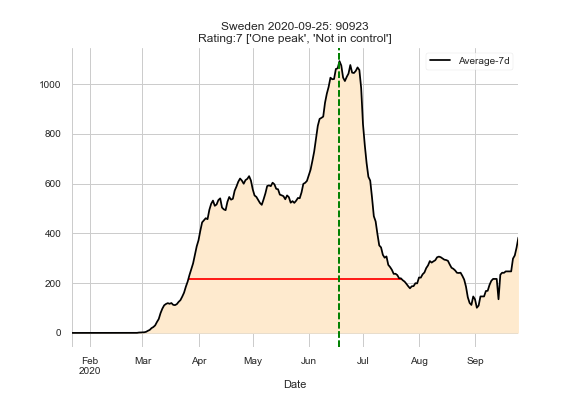 Sweden 2020-09-25: 90923
Rating:7 ['One peak', 'Not in control']
Average-7d
1000
800
600
400
200
0
Feb Mar Apr May Jun Jul Aug Sep
2020
Date